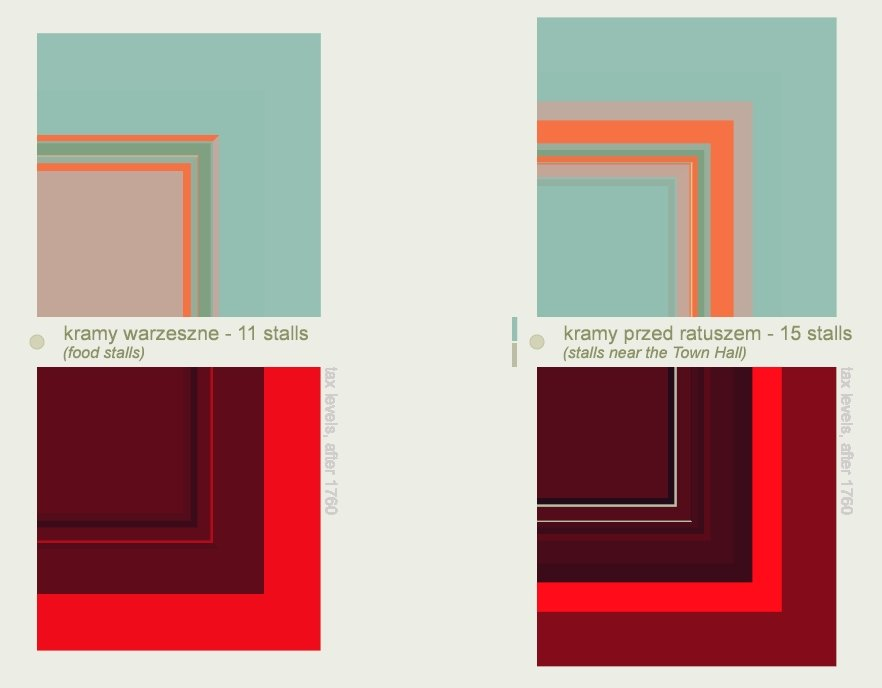 kramy warzeszne - 11 stalls
(food stalls)
tax levels, after 1760
kramy przed ratuszem - 15 stalls
(stalls near the Town Hall)
tax levels, after 1760